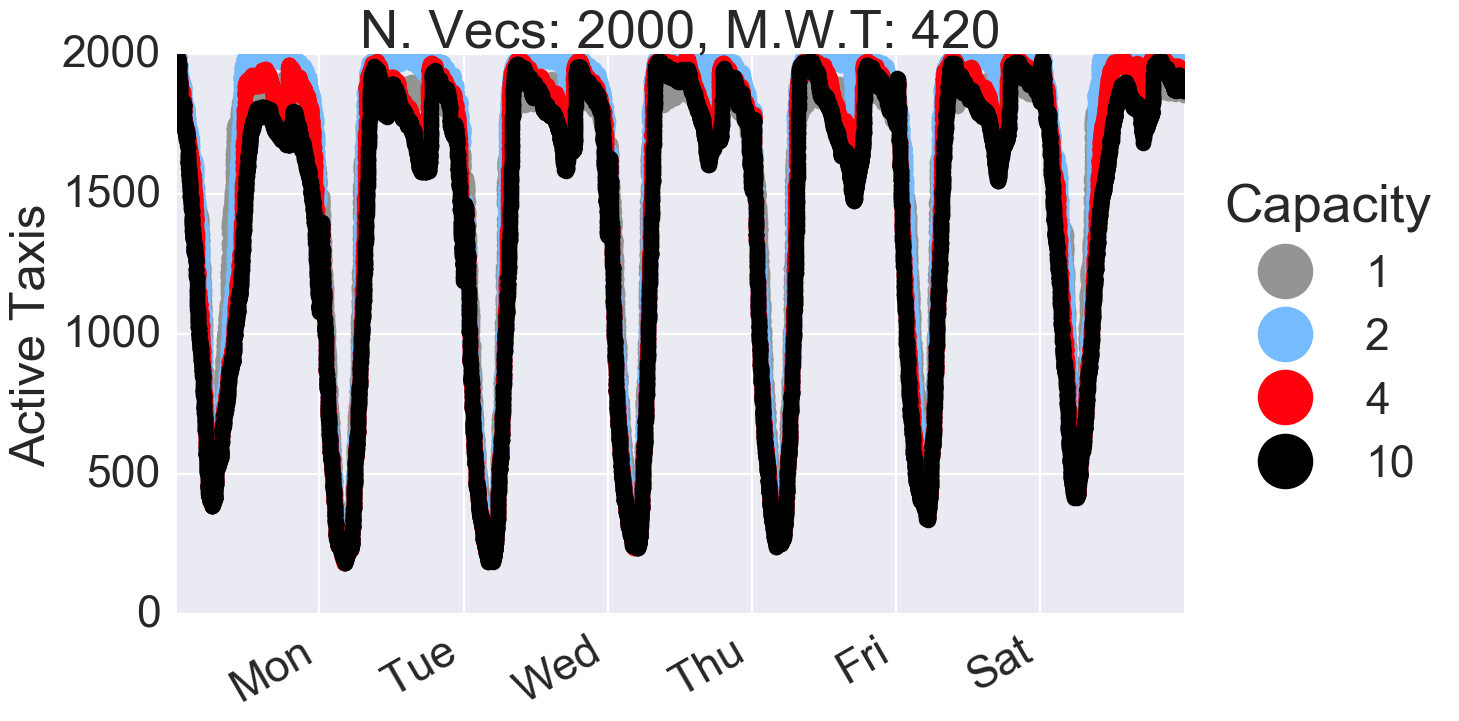 N. Vecs: 2000, M.W.T: 420
2000
1500
1000
500
0
Active Taxis
Mon
Tue
Wed
Thu
Fri
Sat
Capacity
1
2
4
10